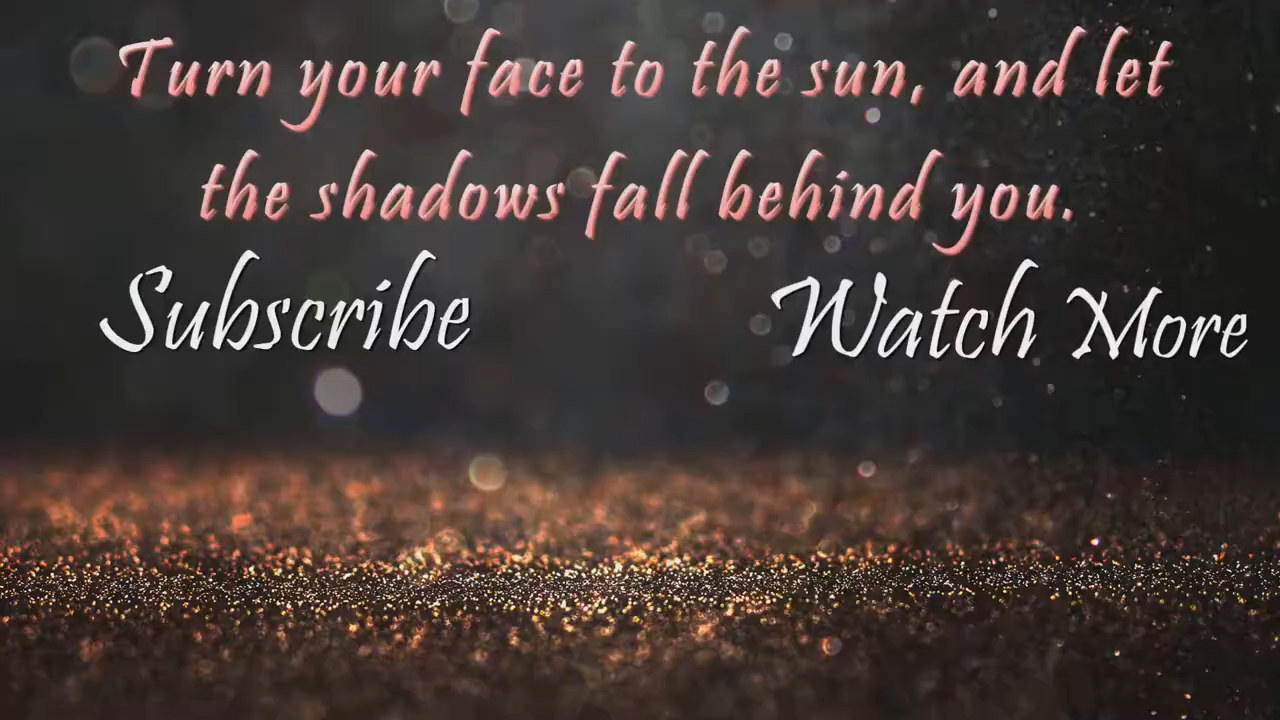 Turn your face to the sun, and let
the shadows fall behind you.
Subscribe
Watch More